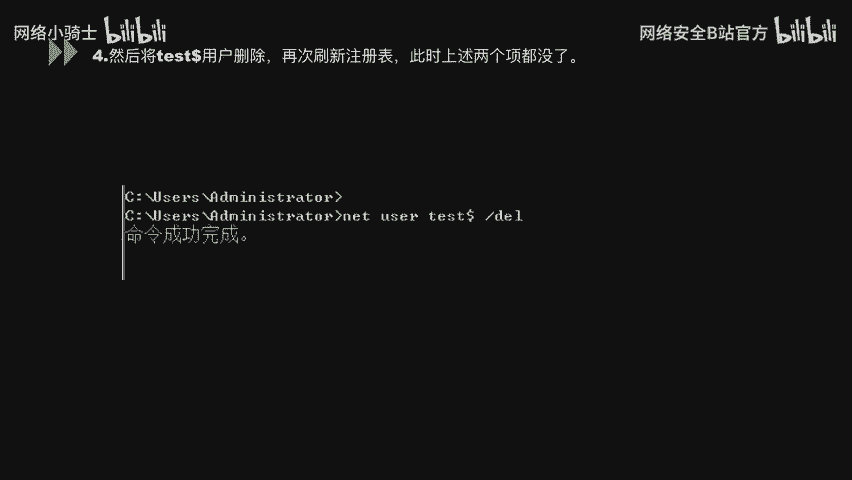 网络小骑士 bilibili
网络安全B站官方 bilibili
4.然后将test$用户删除，再次刷新注册表，此时上述两个项都没了。
C:\Users\Administrator>
C:\Users\Administrator>net user test$ /del
命令成功完成。